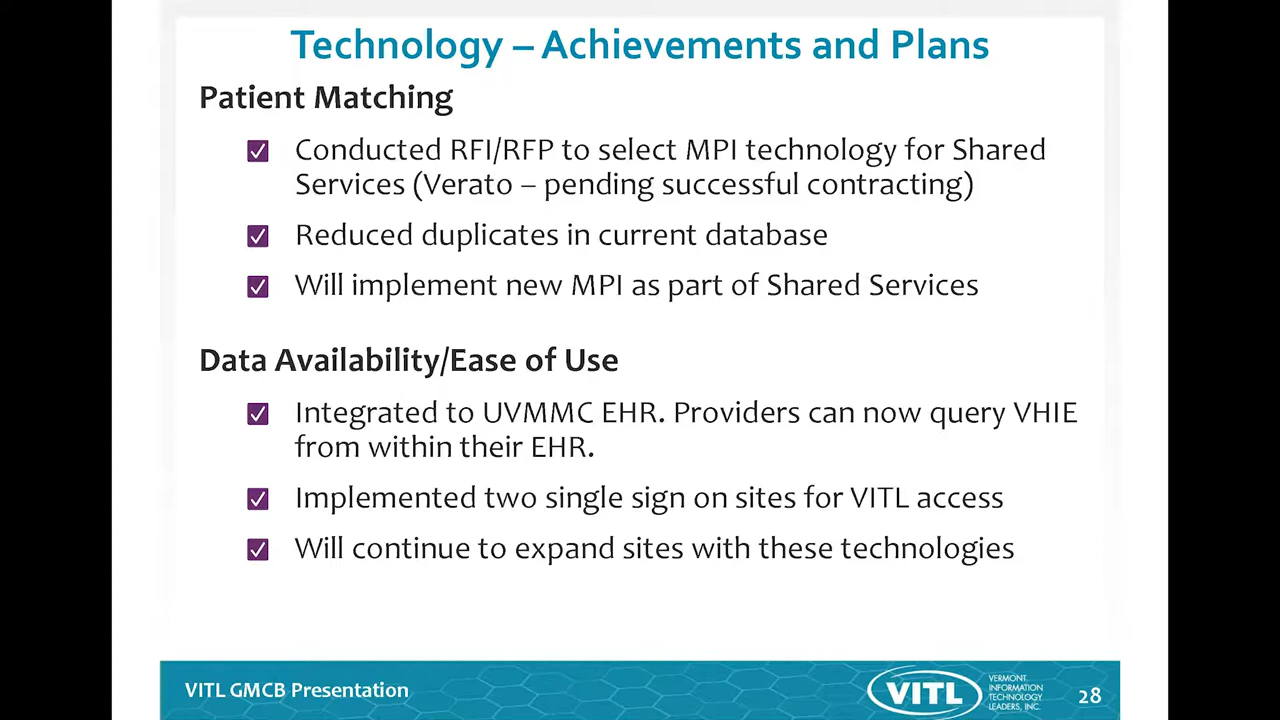 Technology – Achievements and Plans
Patient Matching
Conducted RFI/RFP to select MPI technology for Shared
Services (Verato – pending successful contracting)
Reduced duplicates in current database
Will implement new MPI as part of Shared Services
Data Availability/Ease of Use
Integrated to UVMMC EHR. Providers can now query VHIE
from within their EHR.
Implemented two single sign on sites for VITL access
Will continue to expand sites with these technologies
VITL GMCB Presentation
VITL
VERMONT
INFORMATION
TECHNOLOGY
LEADERS, INC.
28